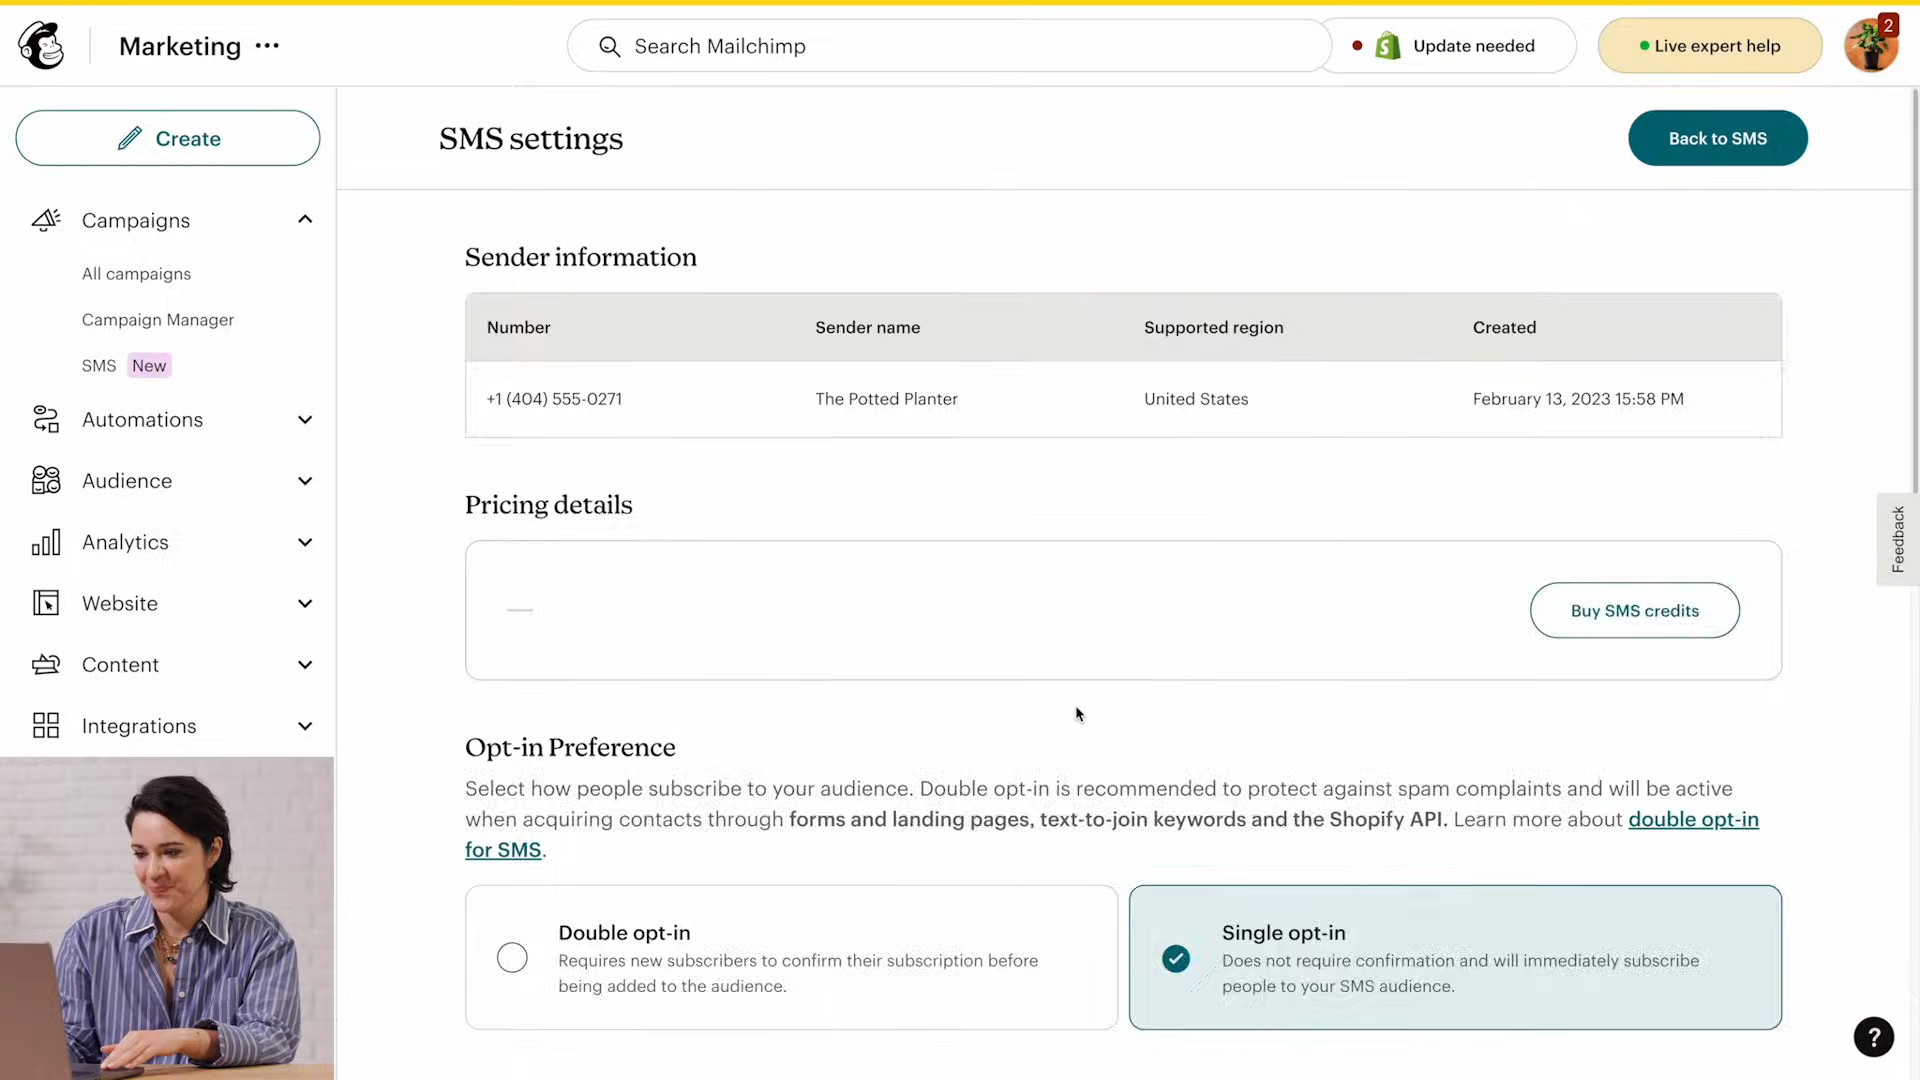 Marketing
Search Mailchimp
Update needed
Live expert help
2
Create
SMS settings
Back to SMS
Campaigns
All campaigns
Campaign Manager
SMS New
Automations
Audience
Analytics
Website
Content
Integrations
Sender information
Number Sender name Supported region Created
+1 (404) 555-0271 The Potted Planter United States February 13, 2023 15:58 PM
Pricing details
Buy SMS credits
Feedback
Opt-in Preference
Select how people subscribe to your audience. Double opt-in is recommended to protect against spam complaints and will be active
when acquiring contacts through forms and landing pages, text-to-join keywords and the Shopify API. Learn more about double opt-in
for SMS.
Double opt-in
Requires new subscribers to confirm their subscription before
being added to the audience.
Single opt-in
Does not require confirmation and will immediately subscribe
people to your SMS audience.
?